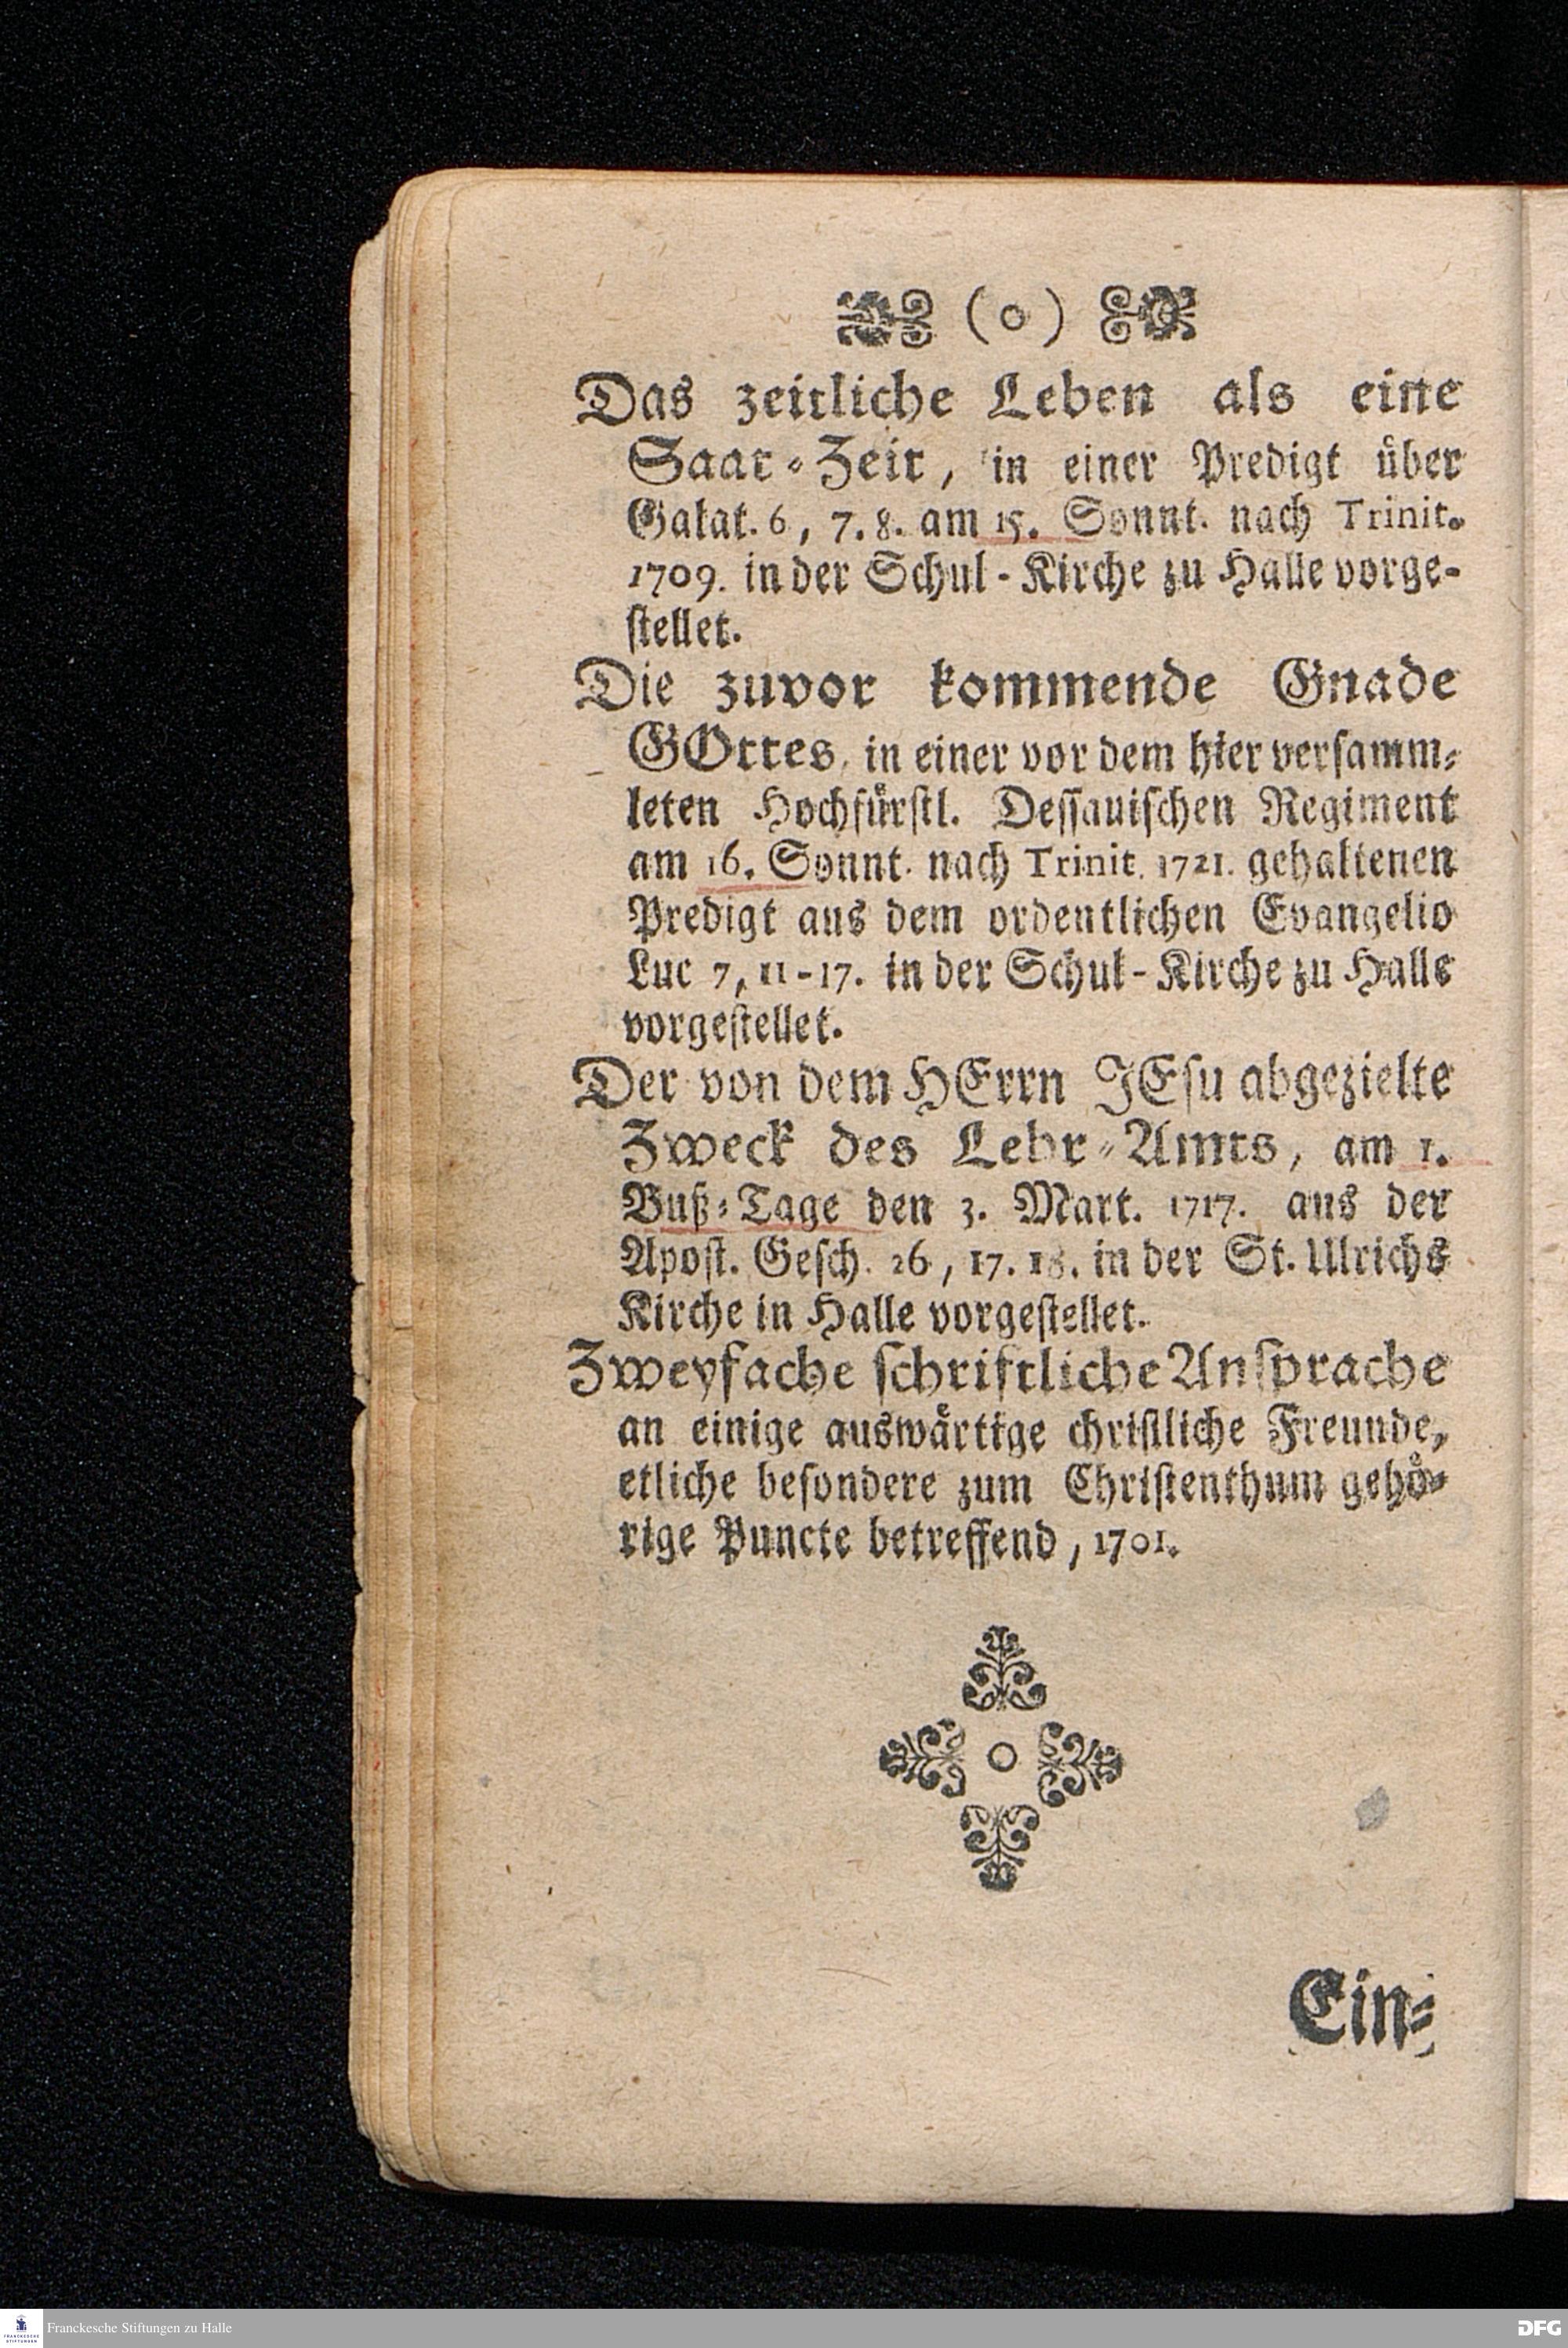 (o)
Das zeitliche Leben als eine
Saat-Zeit, in einer Predigt über
Galat. 6, 7. 8. am 15. Sonnt. nach Trinit.
1709. in der Schul-Kirche zu Halle vorge-
stellet.
Die zuvor kommende Gnade
GOttes, in einer vor dem hier versamm-
leten Hochfürstl. Dessauischen Regiment
am 16. Sonnt. nach Trinit. 1721. gehaltenen
Predigt aus dem ordentlichen Evangelio
Luc 7, 11-17. in der Schul-Kirche zu Halle
vorgestellet.
Der von dem HErrn JEsu abgezielte
Zweck des Lehr-Amts, am 1.
Buß-Tage den 3. Mart. 1717. aus der
Apost. Gesch. 26, 17. 18. in der St. Ulrichs
Kirche in Halle vorgestellet.
Zweyfache schriftliche Ansprache
an einige auswärtige christliche Freunde,
etliche besondere zum Christenthum gehö-
rige Puncte betreffend, 1701.
Ein-
Franckesche Stiftungen zu Halle
DFG
FRANCKESCHE
STIFTUNGEN